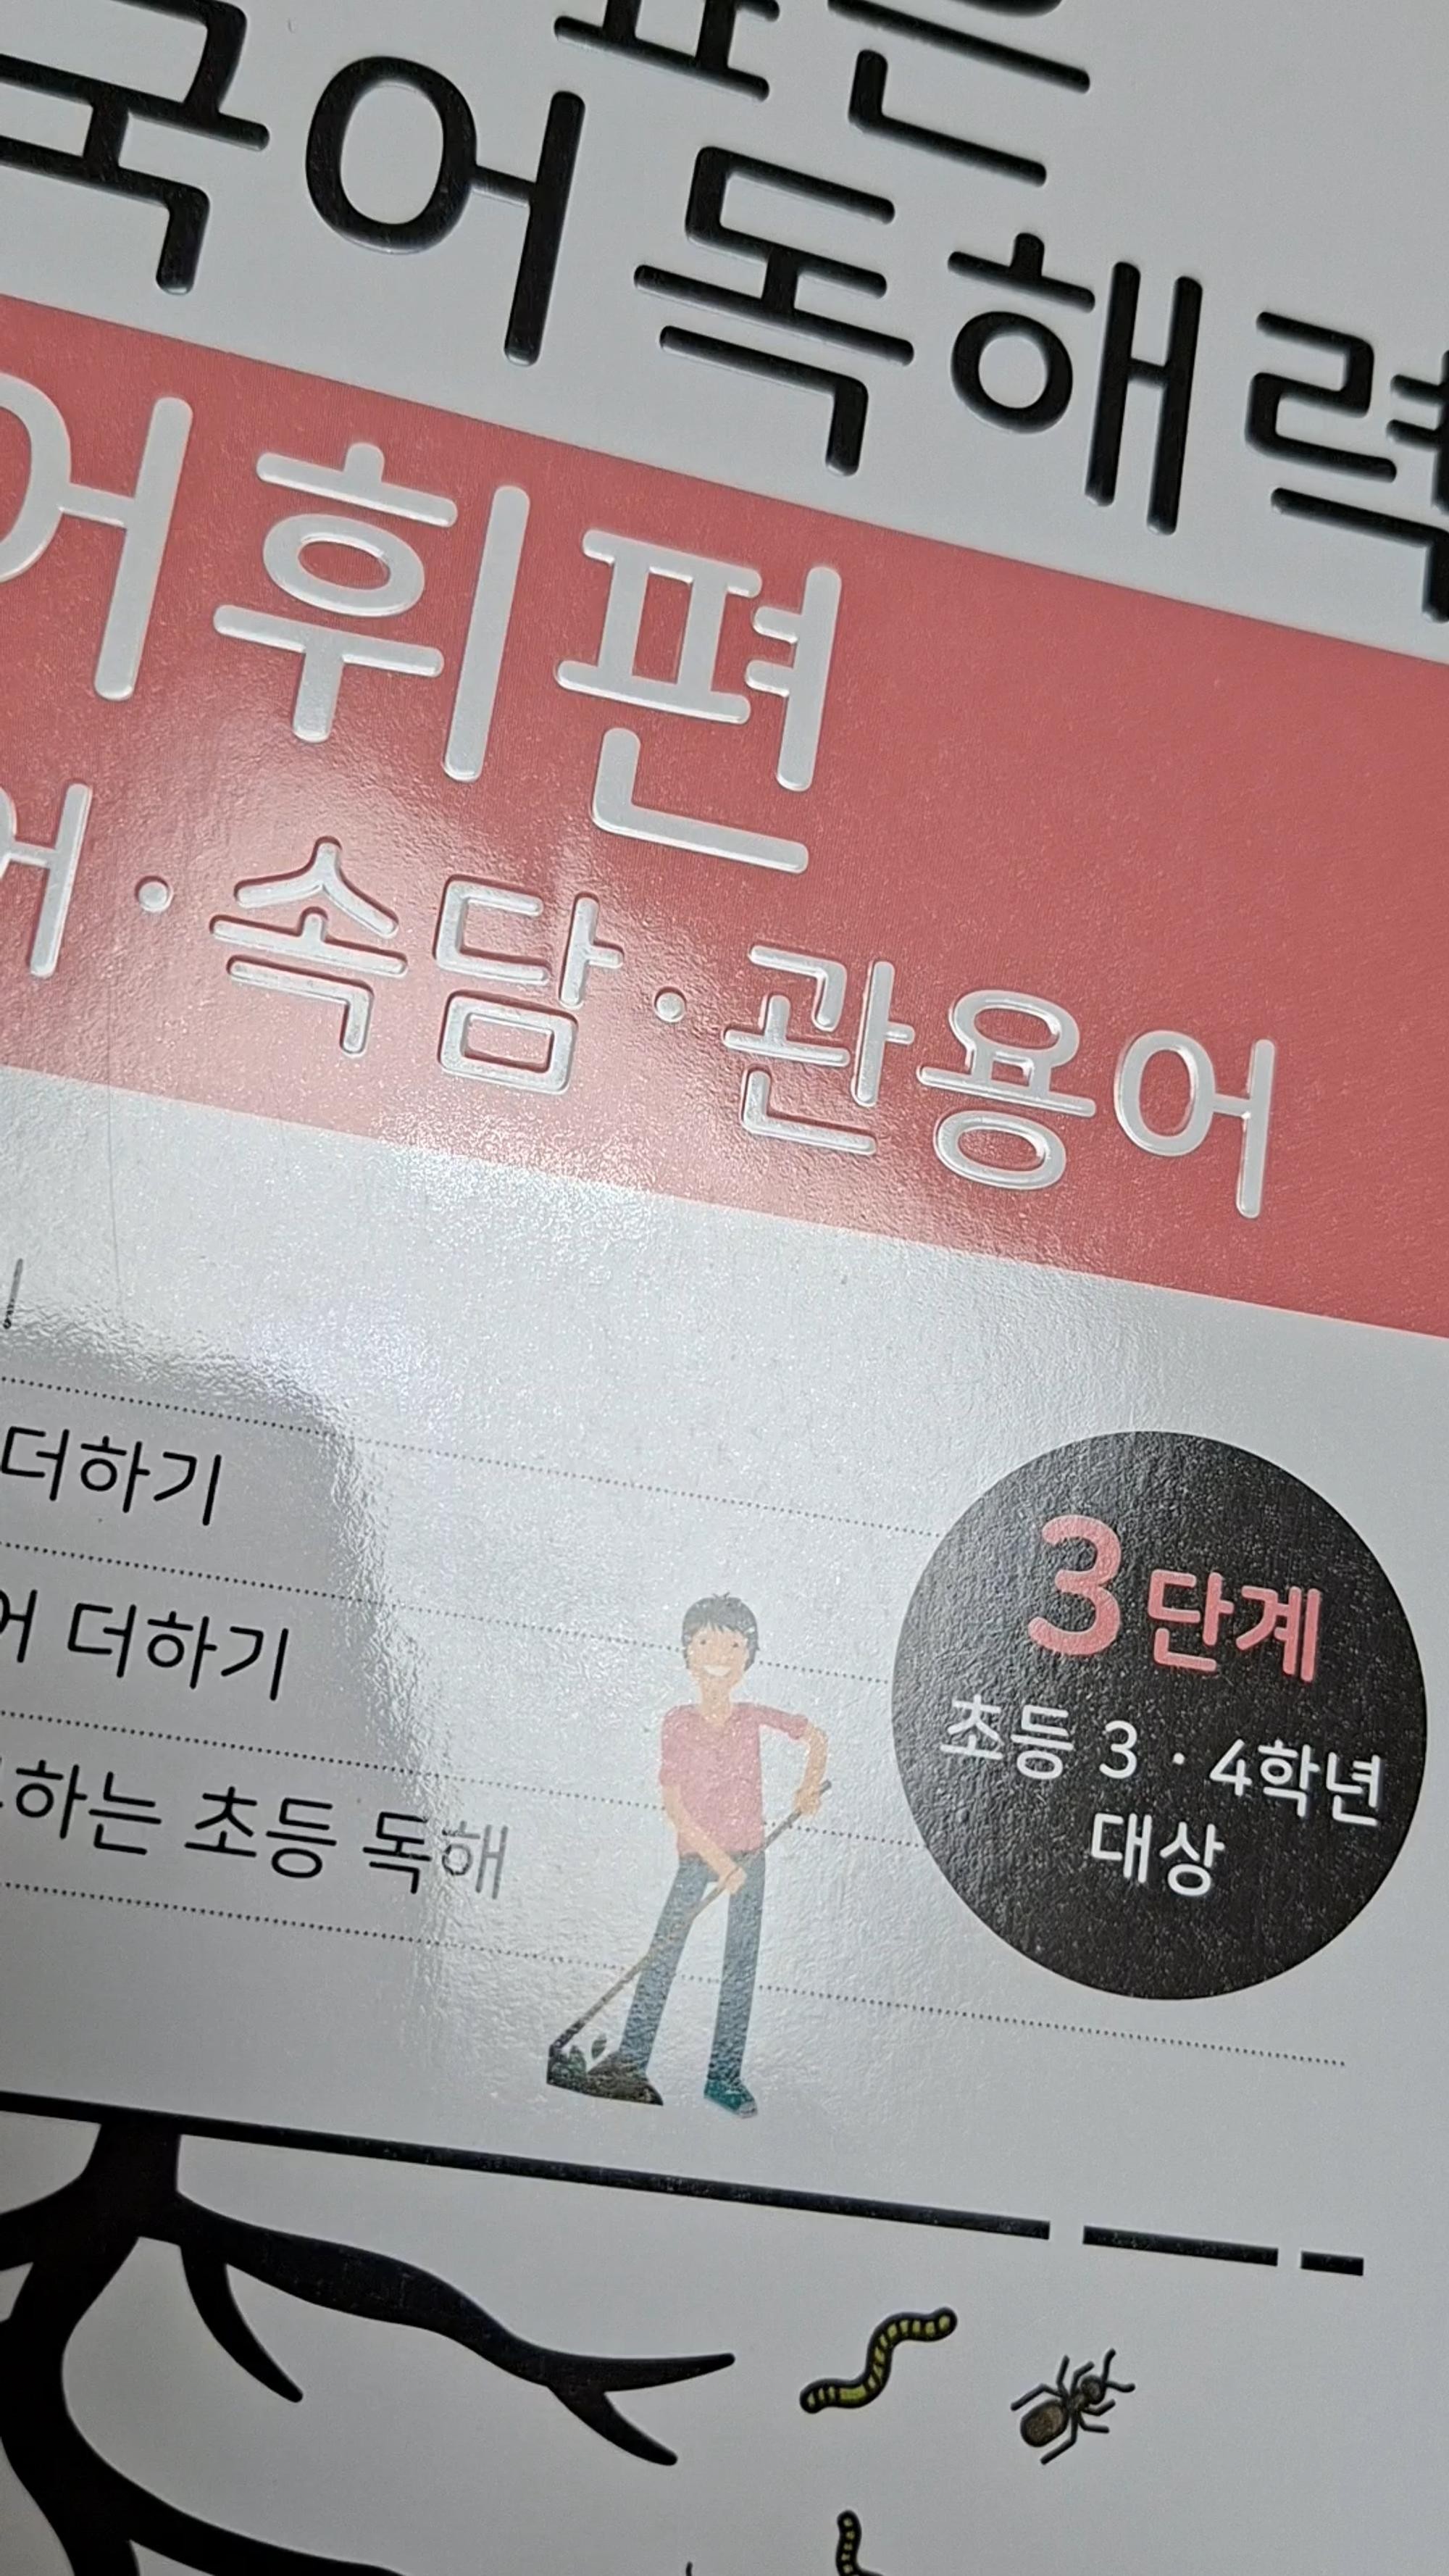 국어 독해력
어휘편
어·속담·관용어
더하기
어 더하기
하는 초등 독해
3단계
초등 3·4학년
대상